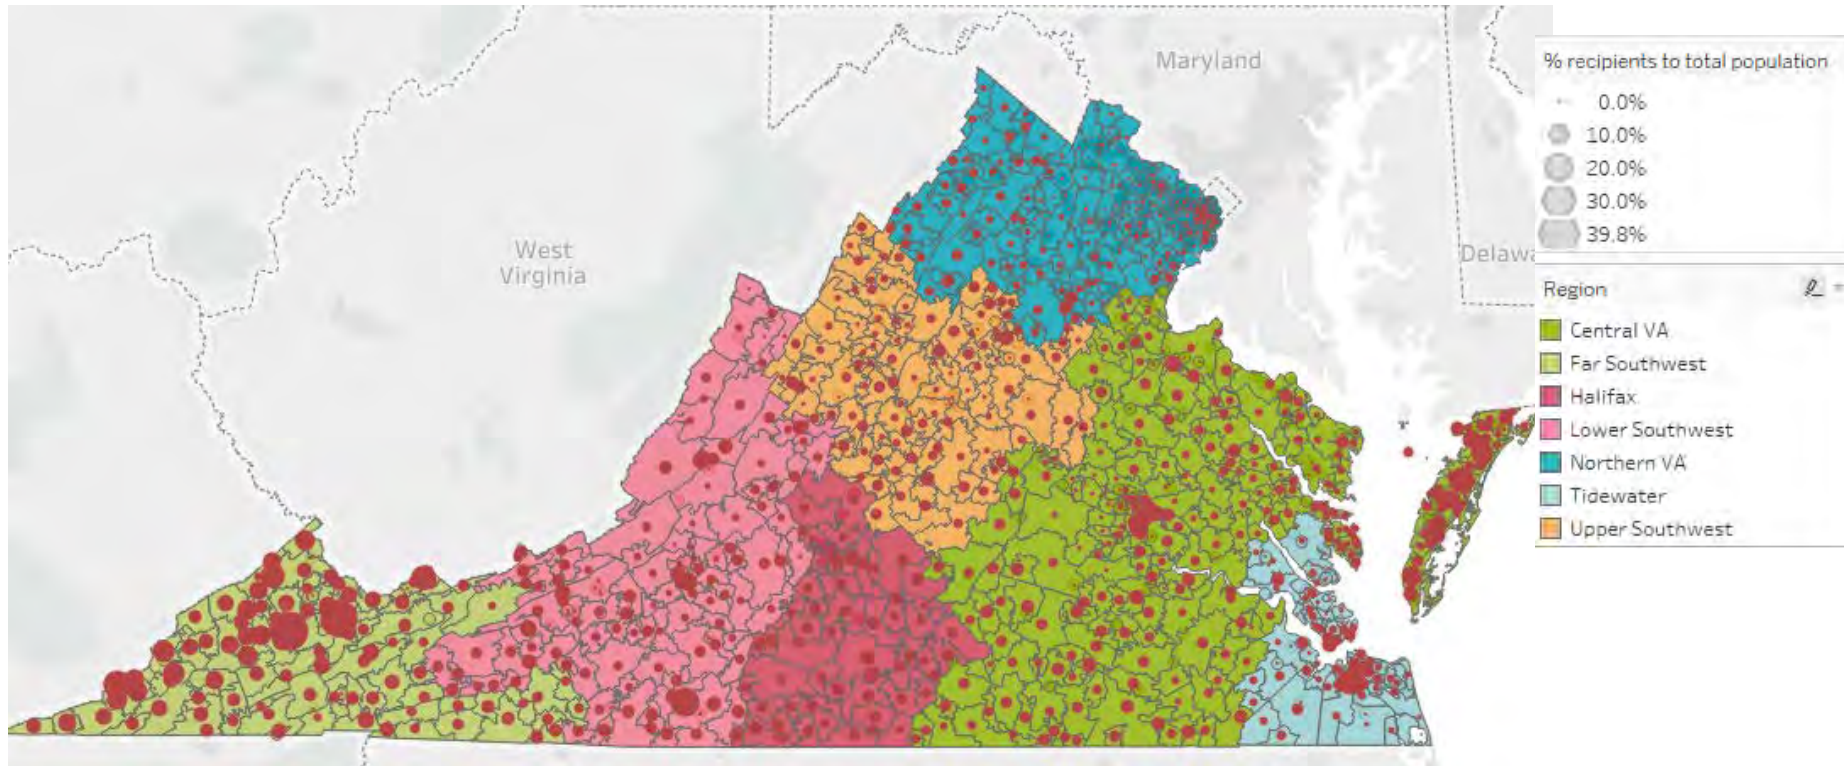 Maryland
West
Virginia
Delawa
% recipients to total population
0.0%
10.0%
20.0%
30.0%
39.8%
Region
Central VA
Far Southwest
Halifax
Lower Southwest
Northern VA
Tidewater
Upper Southwest